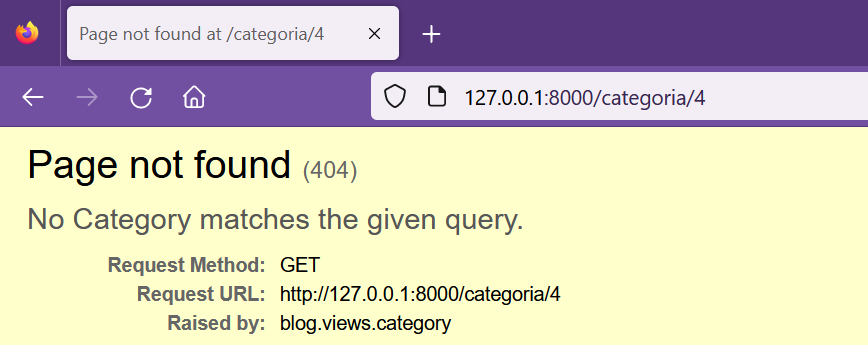 Page not found at /categoria/4
127.0.0.1:8000/categoria/4
Page not found (404)
No Category matches the given query.
Request Method: GET
Request URL: http://127.0.0.1:8000/categoria/4
Raised by: blog.views.category